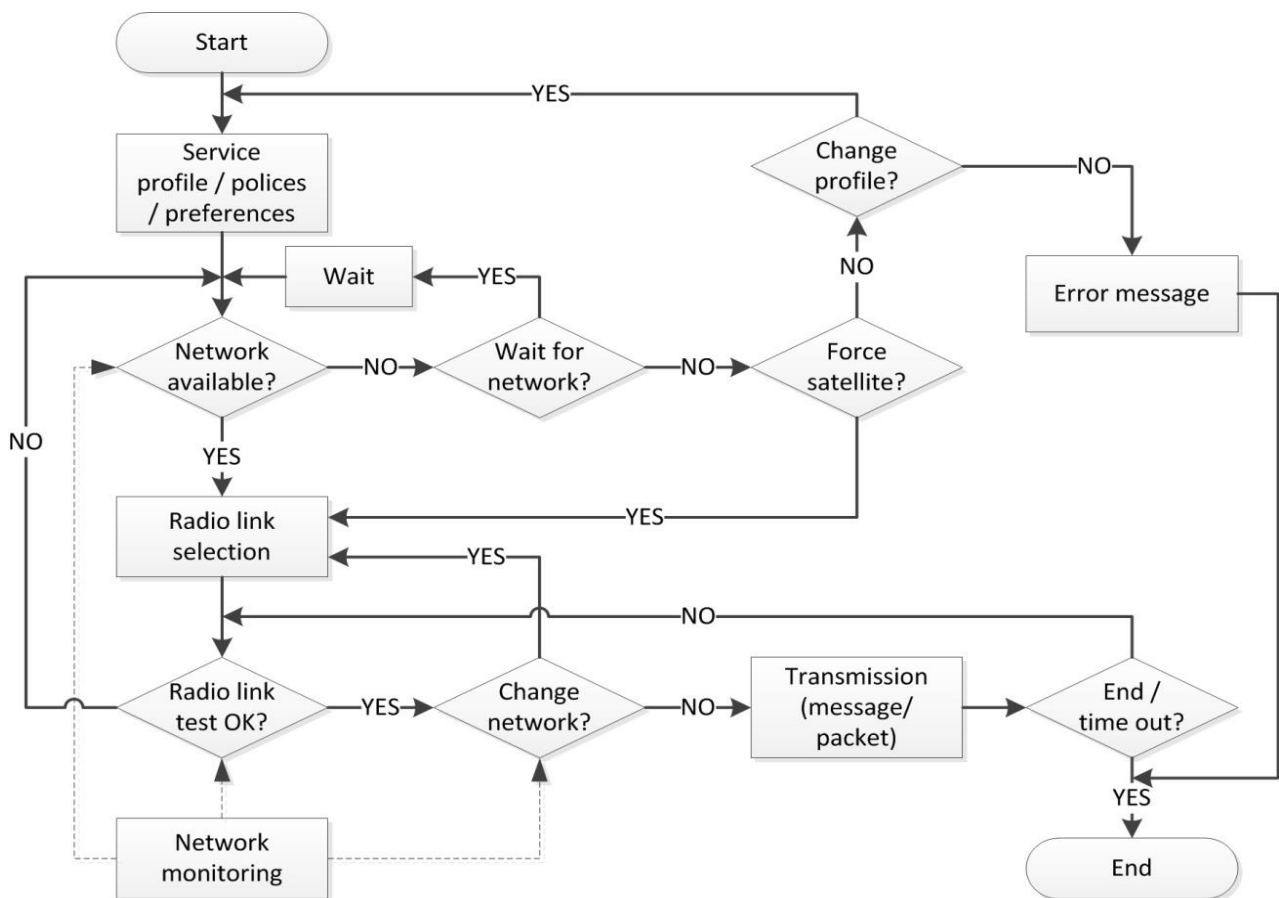 Start
YES
Service
profile / polices
/ preferences
Change
profile?
NO
Wait
YES
NO
Error message
Network
available?
NO
Wait for
network?
NO
Force
satellite?
NO
YES
Radio link
selection
YES
YES
NO
Radio link
test OK?
YES
Change
network?
NO
Transmission
(message/
packet)
End /
time out?
YES
Network
monitoring
End